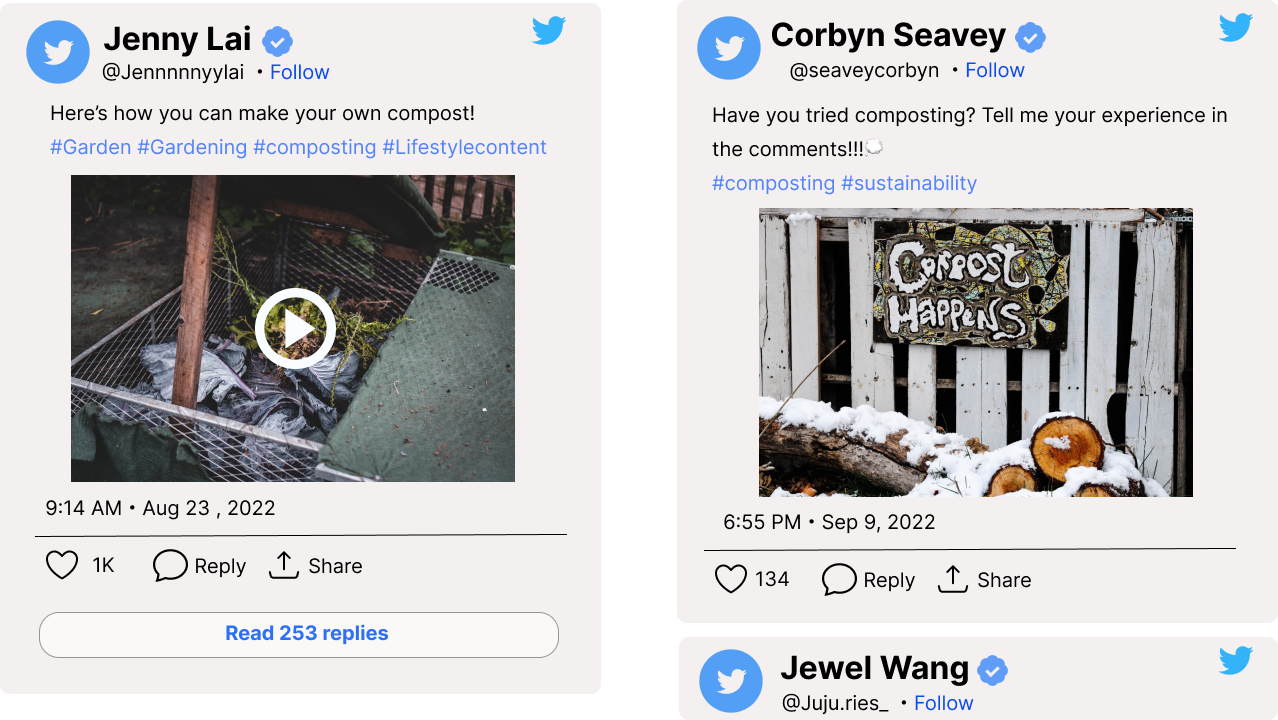 Jenny Lai
@Jennnnyylai • Follow
Here’s how you can make your own compost!
#Garden #Gardening #composting #Lifestylecontent
9:14 AM • Aug 23 , 2022
1K Reply Share
Read 253 replies
Corbyn Seavey
@seaveycorbyn • Follow
Have you tried composting? Tell me your experience in
the comments!!!💭
#composting #sustainability
COMPOST
HAPPENS
6:55 PM • Sep 9, 2022
134 Reply Share
Jewel Wang
@Juju.ries_ • Follow